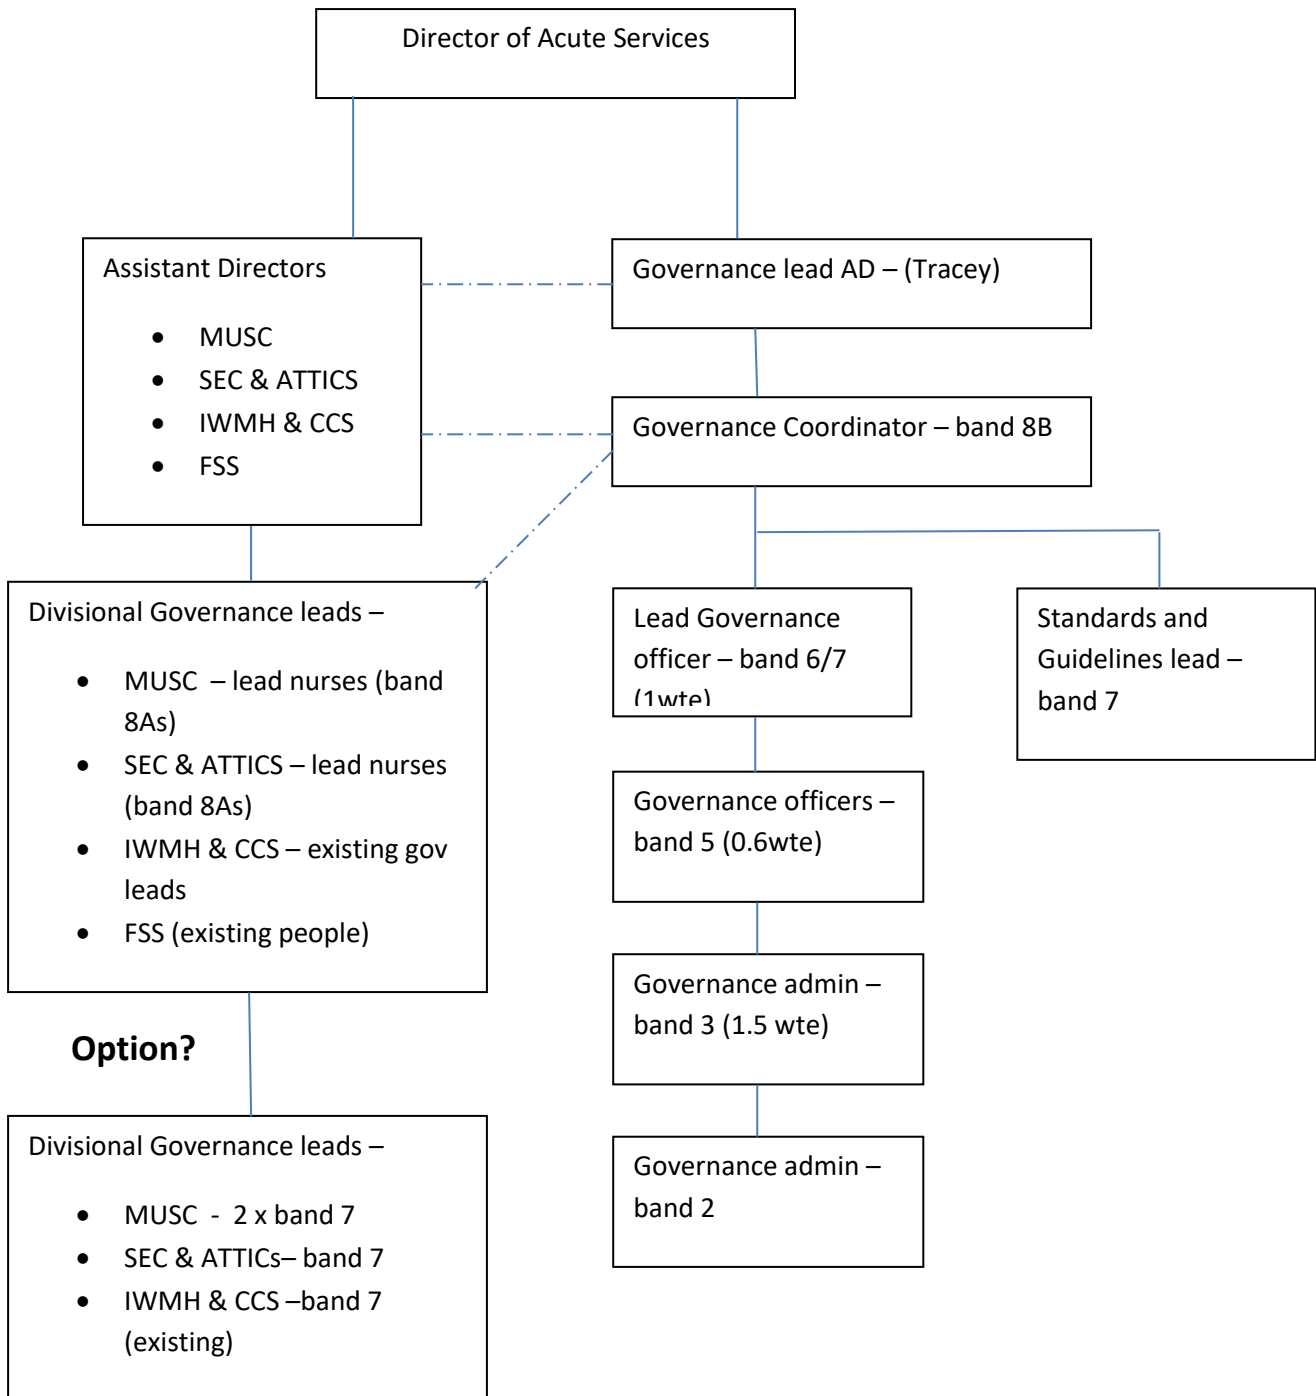 Director of Acute Services
Assistant Directors
• MUSC
• SEC & ATTICS
• IWMH & CCS
• FSS
Governance lead AD – (Tracey)
Governance Coordinator – band 8B
Divisional Governance leads –
• MUSC – lead nurses (band
8As)
• SEC & ATTICS – lead nurses
(band 8As)
• IWMH & CCS – existing gov
leads
• FSS (existing people)
Lead Governance
officer – band 6/7
(1wte)
Standards and
Guidelines lead –
band 7
Governance officers –
band 5 (0.6wte)
Governance admin –
band 3 (1.5 wte)
Governance admin –
band 2
Option?
Divisional Governance leads –
• MUSC - 2 x band 7
• SEC & ATTICs– band 7
• IWMH & CCS –band 7
(existing)